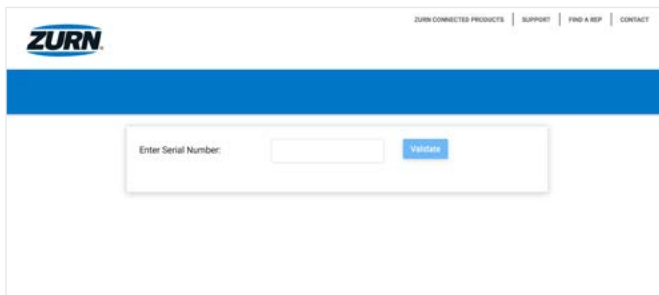 ZURN CONNECTED PRODUCTS SUPPORT FIND A REP CONTACT
ZURN
Enter Serial Number: Validate